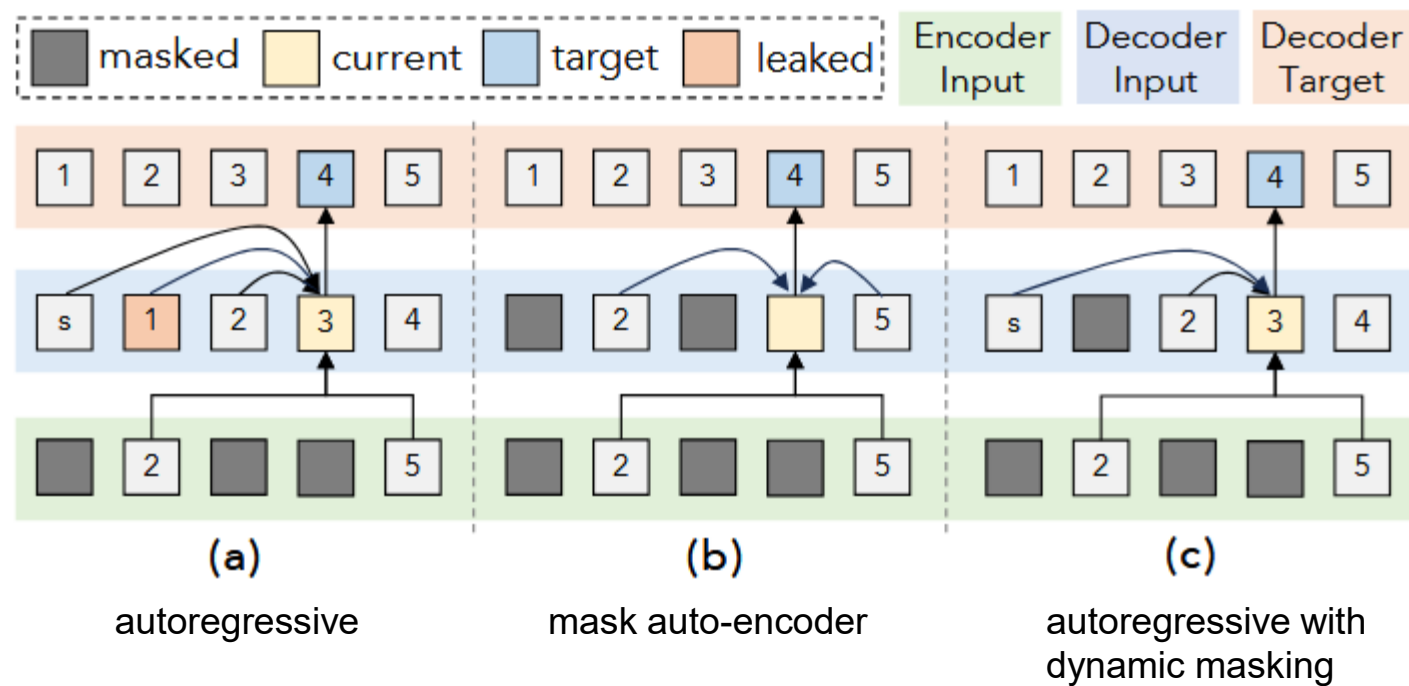 masked current target leaked
Encoder Input
Decoder Input
Decoder Target
1 2 3 4 5
1 2 3 4 5
1 2 3 4 5
s 1 2 3 4
2 5
s 2 3 4
2 5
2 5
2 5
(a)
(b)
(c)
autoregressive
mask auto-encoder
autoregressive with
dynamic masking